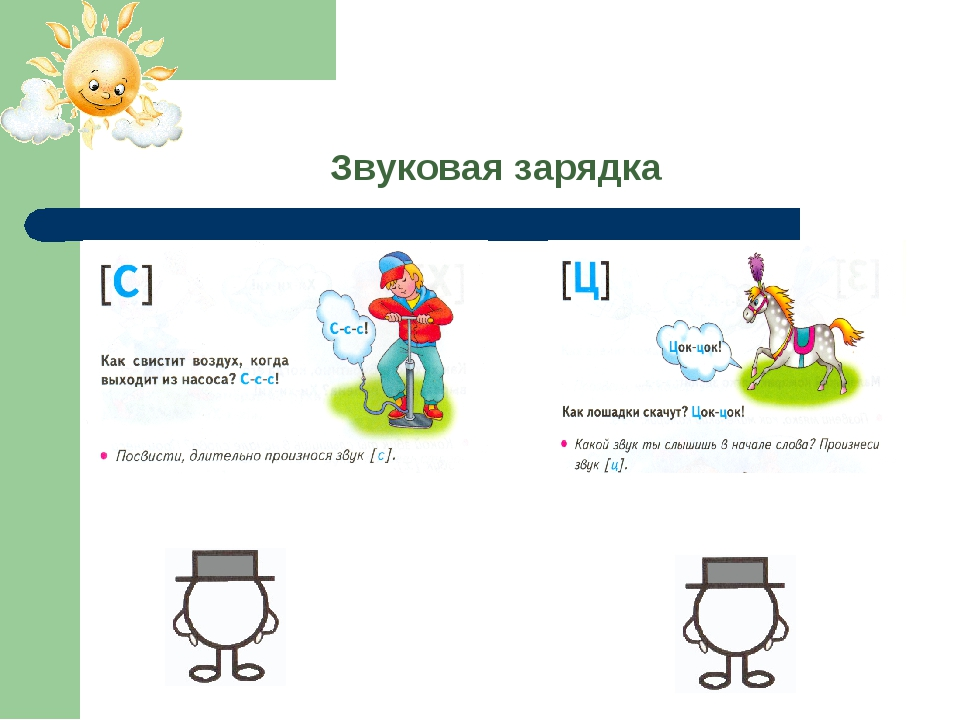 Звуковая зарядка
[С]
С-с-с!
Как свистит воздух, когда
выходит из насоса? С-с-с!
• Посвисти, длительно произнося звук [с].
[Ц]
Цок-цок!
Как лошадки скачут? Цок-цок!
• Какой звук ты слышишь в начале слова? Произнеси
звук [ц].